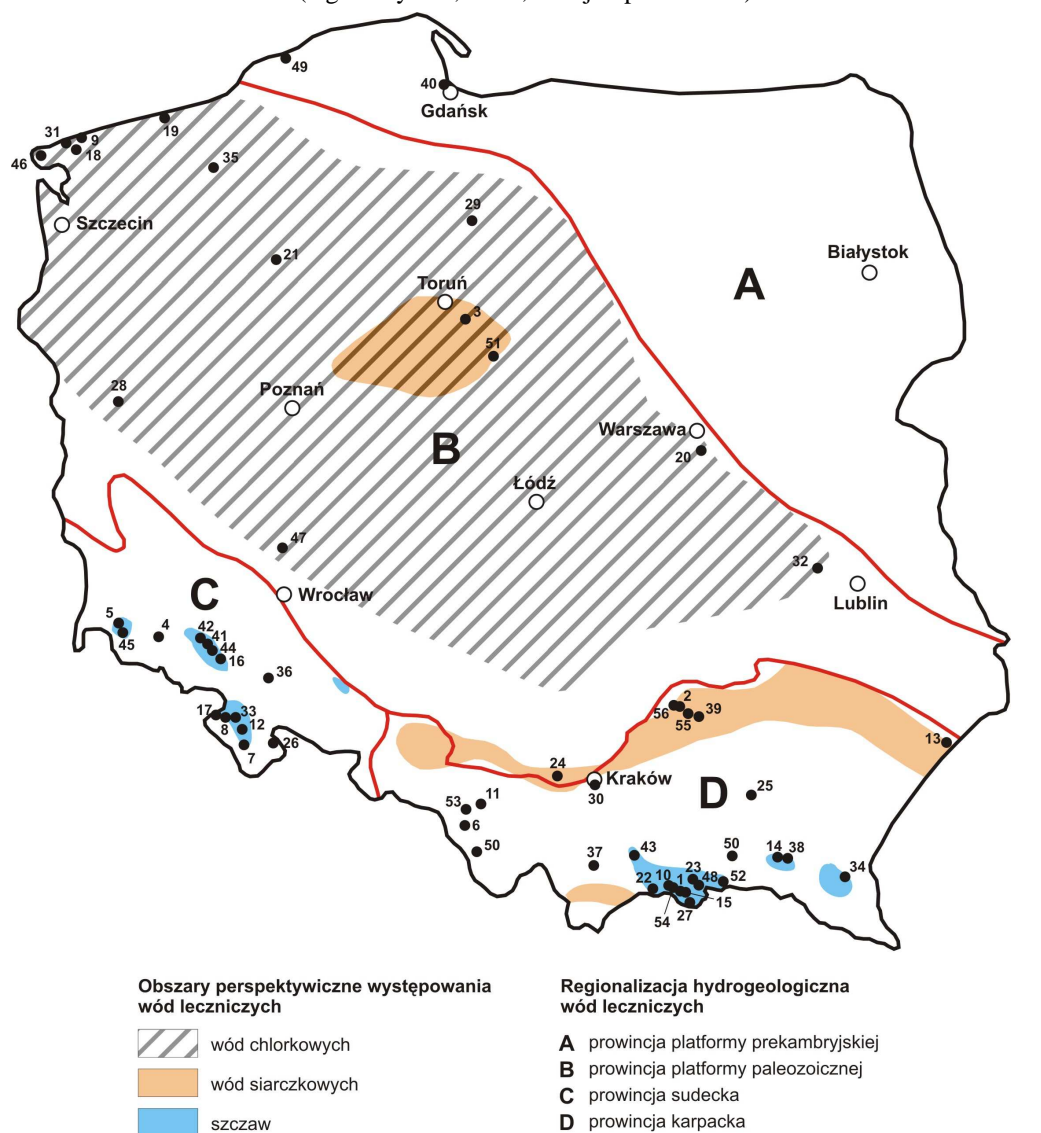 49
40
Gdańsk
19
31
9
18
46
35
29
Szczecin
21
Białystok
A
Toruń
3
51
28
Poznań
Warszawa
20
B
Łódź
47
32
Wrocław
Lublin
C
5
45
4
42
41
44
16
36
17
8
33
12
7
26
2
56
55
39
13
24
Kraków
30
D
25
53
11
6
50
37
43
50
14
38
34
22
10
1
23
48
52
15
54
27
Obszary perspektywiczne występowania
wód leczniczych
wód chlorkowych
wód siarczkowych
szczaw
Regionalizacja hydrogeologiczna
wód leczniczych
A prowincja platformy prekambryjskiej
B prowincja platformy paleozoicznej
C prowincja sudecka
D prowincja karpacka